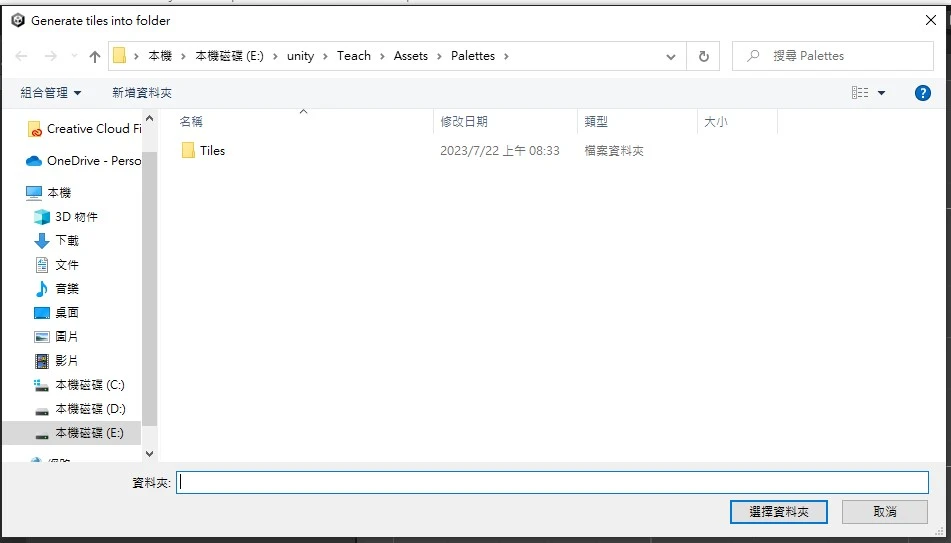 Generate tiles into folder
本機 › 本機磁碟 (E:) › unity › Teach › Assets › Palettes ›
搜尋 Palettes
組合管理 新增資料夾
名稱 修改日期 類型 大小
Tiles 2023/7/22 上午 08:33 檔案資料夾
Creative Cloud Fi
OneDrive - Perso
本機
3D 物件
下載
文件
音樂
桌面
圖片
影片
本機磁碟 (C:)
本機磁碟 (D:)
本機磁碟 (E:)
資料夾:
選擇資料夾 取消